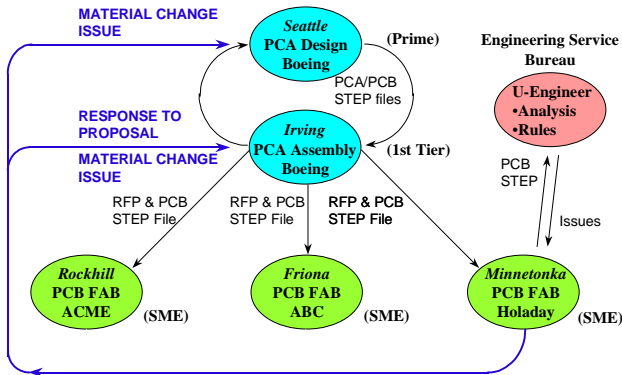 MATERIAL CHANGE
ISSUE
Seattle
PCA Design
Boeing
(Prime)
Engineering Service
Bureau
PCA/PCB
STEP files
U-Engineer
•Analysis
•Rules
RESPONSE TO
PROPOSAL
MATERIAL CHANGE
ISSUE
Irving
PCA Assembly
Boeing
(1st Tier)
PCB
STEP
Issues
RFP & PCB
STEP File
RFP & PCB
STEP File
RFP & PCB
STEP File
Rockhill
PCB FAB
ACME
(SME)
Friona
PCB FAB
ABC
(SME)
Minnetonka
PCB FAB
Holaday
(SME)